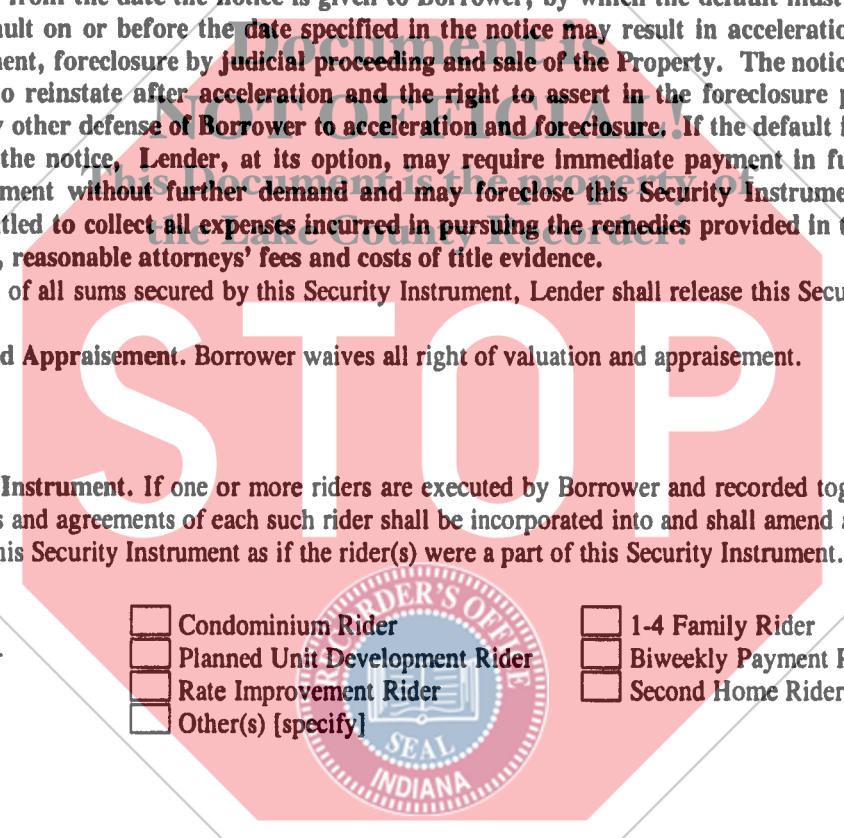 from the date the notice is given to Borrower, by which the default must
ault on or before the date specified in the notice may result in acceleratio
Document is
ment, foreclosure by judicial proceeding and sale of the Property. The notic
o reinstate after acceleration and the right to assert in the foreclosure p
NOT OFFICIAL!
y other defense of Borrower to acceleration and foreclosure. If the default i
the notice, Lender, at its option, may require immediate payment in fu
This Document is the property of
ment without further demand and may foreclose this Security Instrume
the Lake County Recorder!
tled to collect all expenses incurred in pursuing the remedies provided in t
, reasonable attorneys' fees and costs of title evidence.
of all sums secured by this Security Instrument, Lender shall release this Secu
STOP
d Appraisement. Borrower waives all right of valuation and appraisement.
Instrument. If one or more riders are executed by Borrower and recorded tog
s and agreements of each such rider shall be incorporated into and shall amend a
his Security Instrument as if the rider(s) were a part of this Security Instrument.
Condominium Rider 1-4 Family Rider
Planned Unit Development Rider Biweekly Payment R
Rate Improvement Rider Second Home Rider
Other(s) [specify]
RECORDER'S OFFICE
SEAL
INDIANA